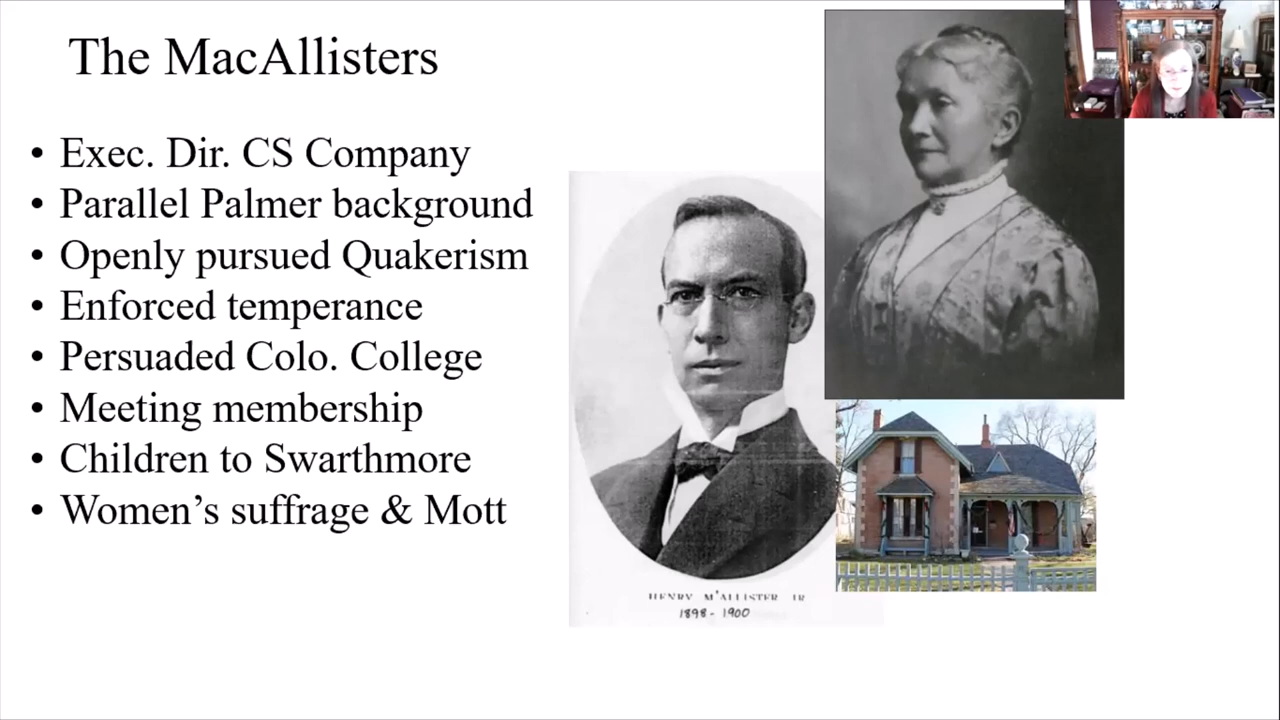 The MacAllisters
• Exec. Dir. CS Company
• Parallel Palmer background
• Openly pursued Quakerism
• Enforced temperance
• Persuaded Colo. College
• Meeting membership
• Children to Swarthmore
• Women’s suffrage & Mott
HENRY M'ALLISTER JR
1898 - 1900